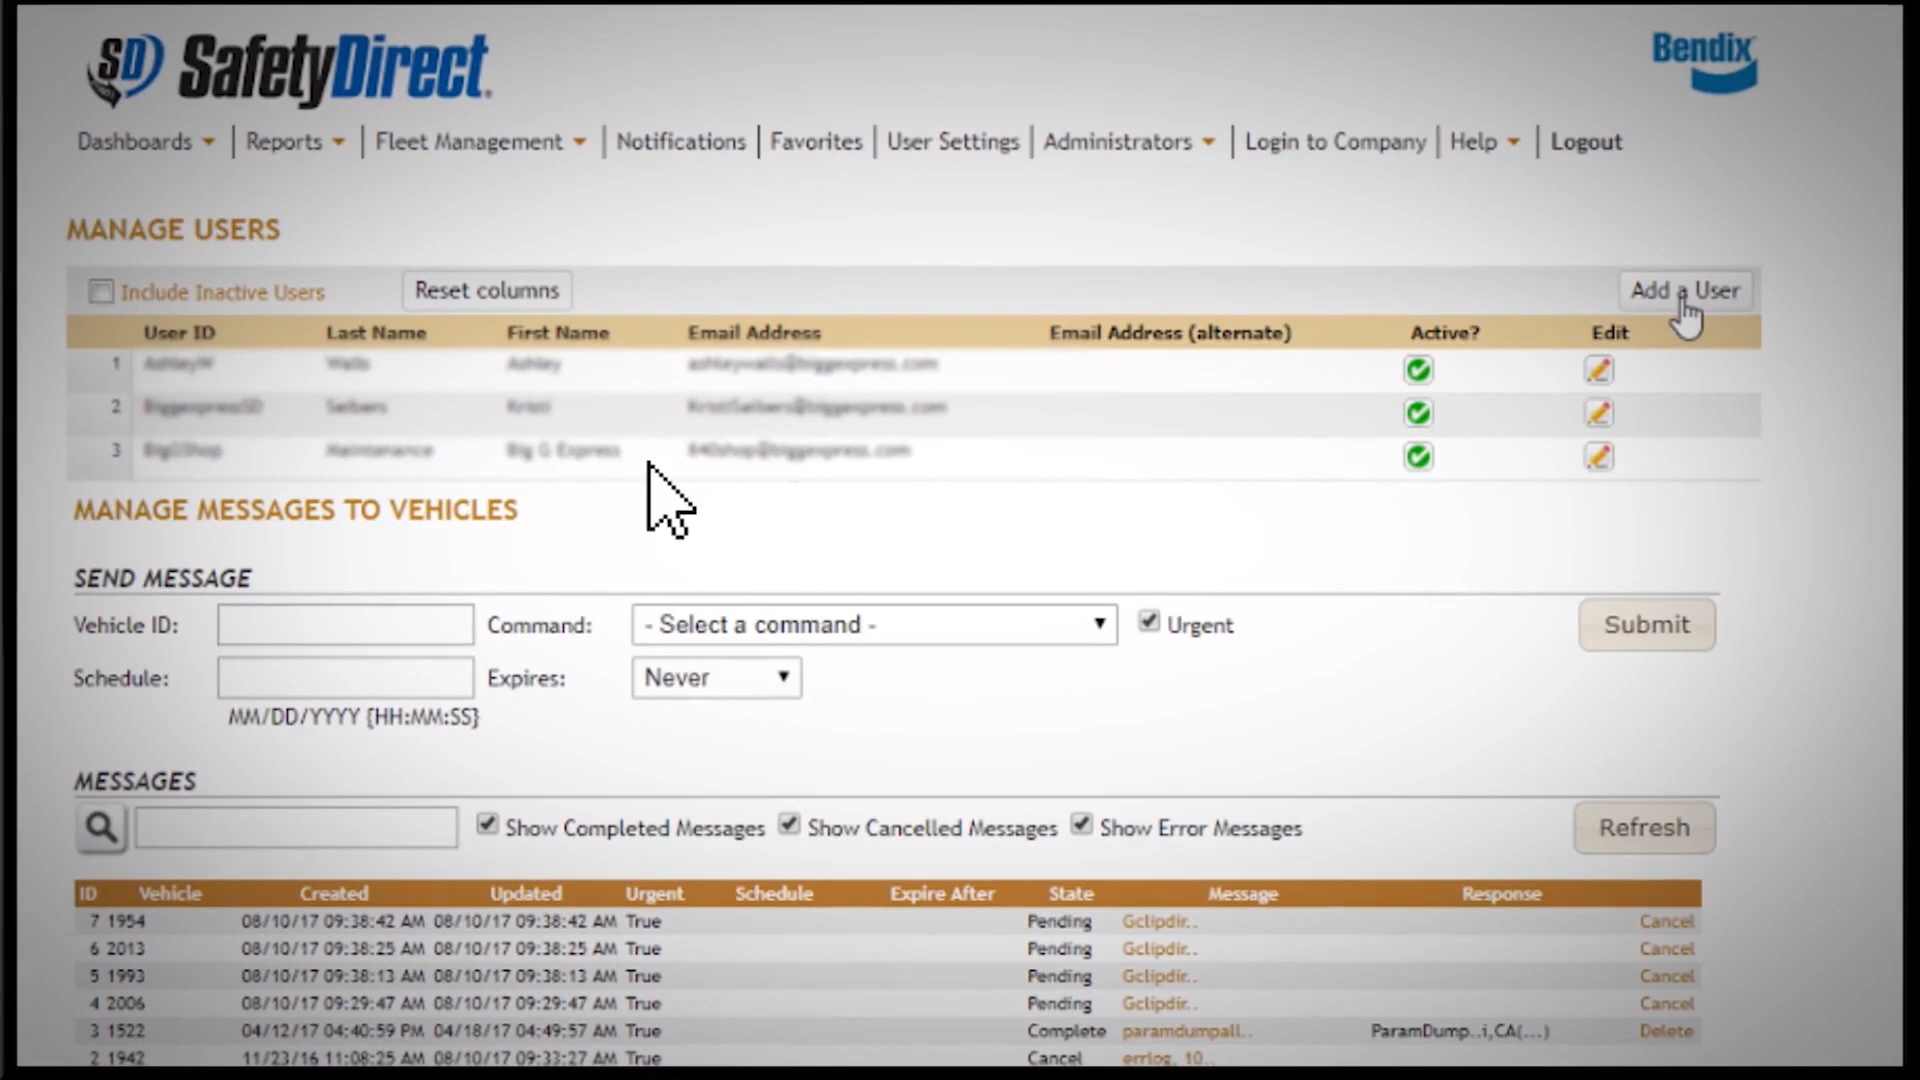 SD SafetyDirect.
Bendix
Dashboards Reports Fleet Management Notifications Favorites User Settings Administrators Login to Company Help Logout
MANAGE USERS
Include Inactive Users Reset columns Add a User
User ID Last Name First Name Email Address Email Address (alternate) Active? Edit
1
2
3 Big G Express
MANAGE MESSAGES TO VEHICLES
SEND MESSAGE
Vehicle ID: Command: - Select a command - Urgent Submit
Schedule: Expires: Never
MM/DD/YYYY {HH:MM:SS}
MESSAGES
Show Completed Messages Show Cancelled Messages Show Error Messages Refresh
ID Vehicle Created Updated Urgent Schedule Expire After State Message Response
7 1954 08/10/17 09:38:42 AM 08/10/17 09:38:42 AM True Pending Gclipdir.. Cancel
6 2013 08/10/17 09:38:25 AM 08/10/17 09:38:25 AM True Pending Gclipdir.. Cancel
5 1993 08/10/17 09:38:13 AM 08/10/17 09:38:13 AM True Pending Gclipdir.. Cancel
4 2006 08/10/17 09:29:47 AM 08/10/17 09:29:47 AM True Pending Gclipdir.. Cancel
3 1522 04/12/17 04:40:59 PM 04/18/17 04:49:57 AM True Complete paramdumpall.. ParamDump..i,CA(...) Delete
2 1942 11/23/16 11:08:25 AM 08/10/17 09:33:27 AM True Cancel errlog, 10..